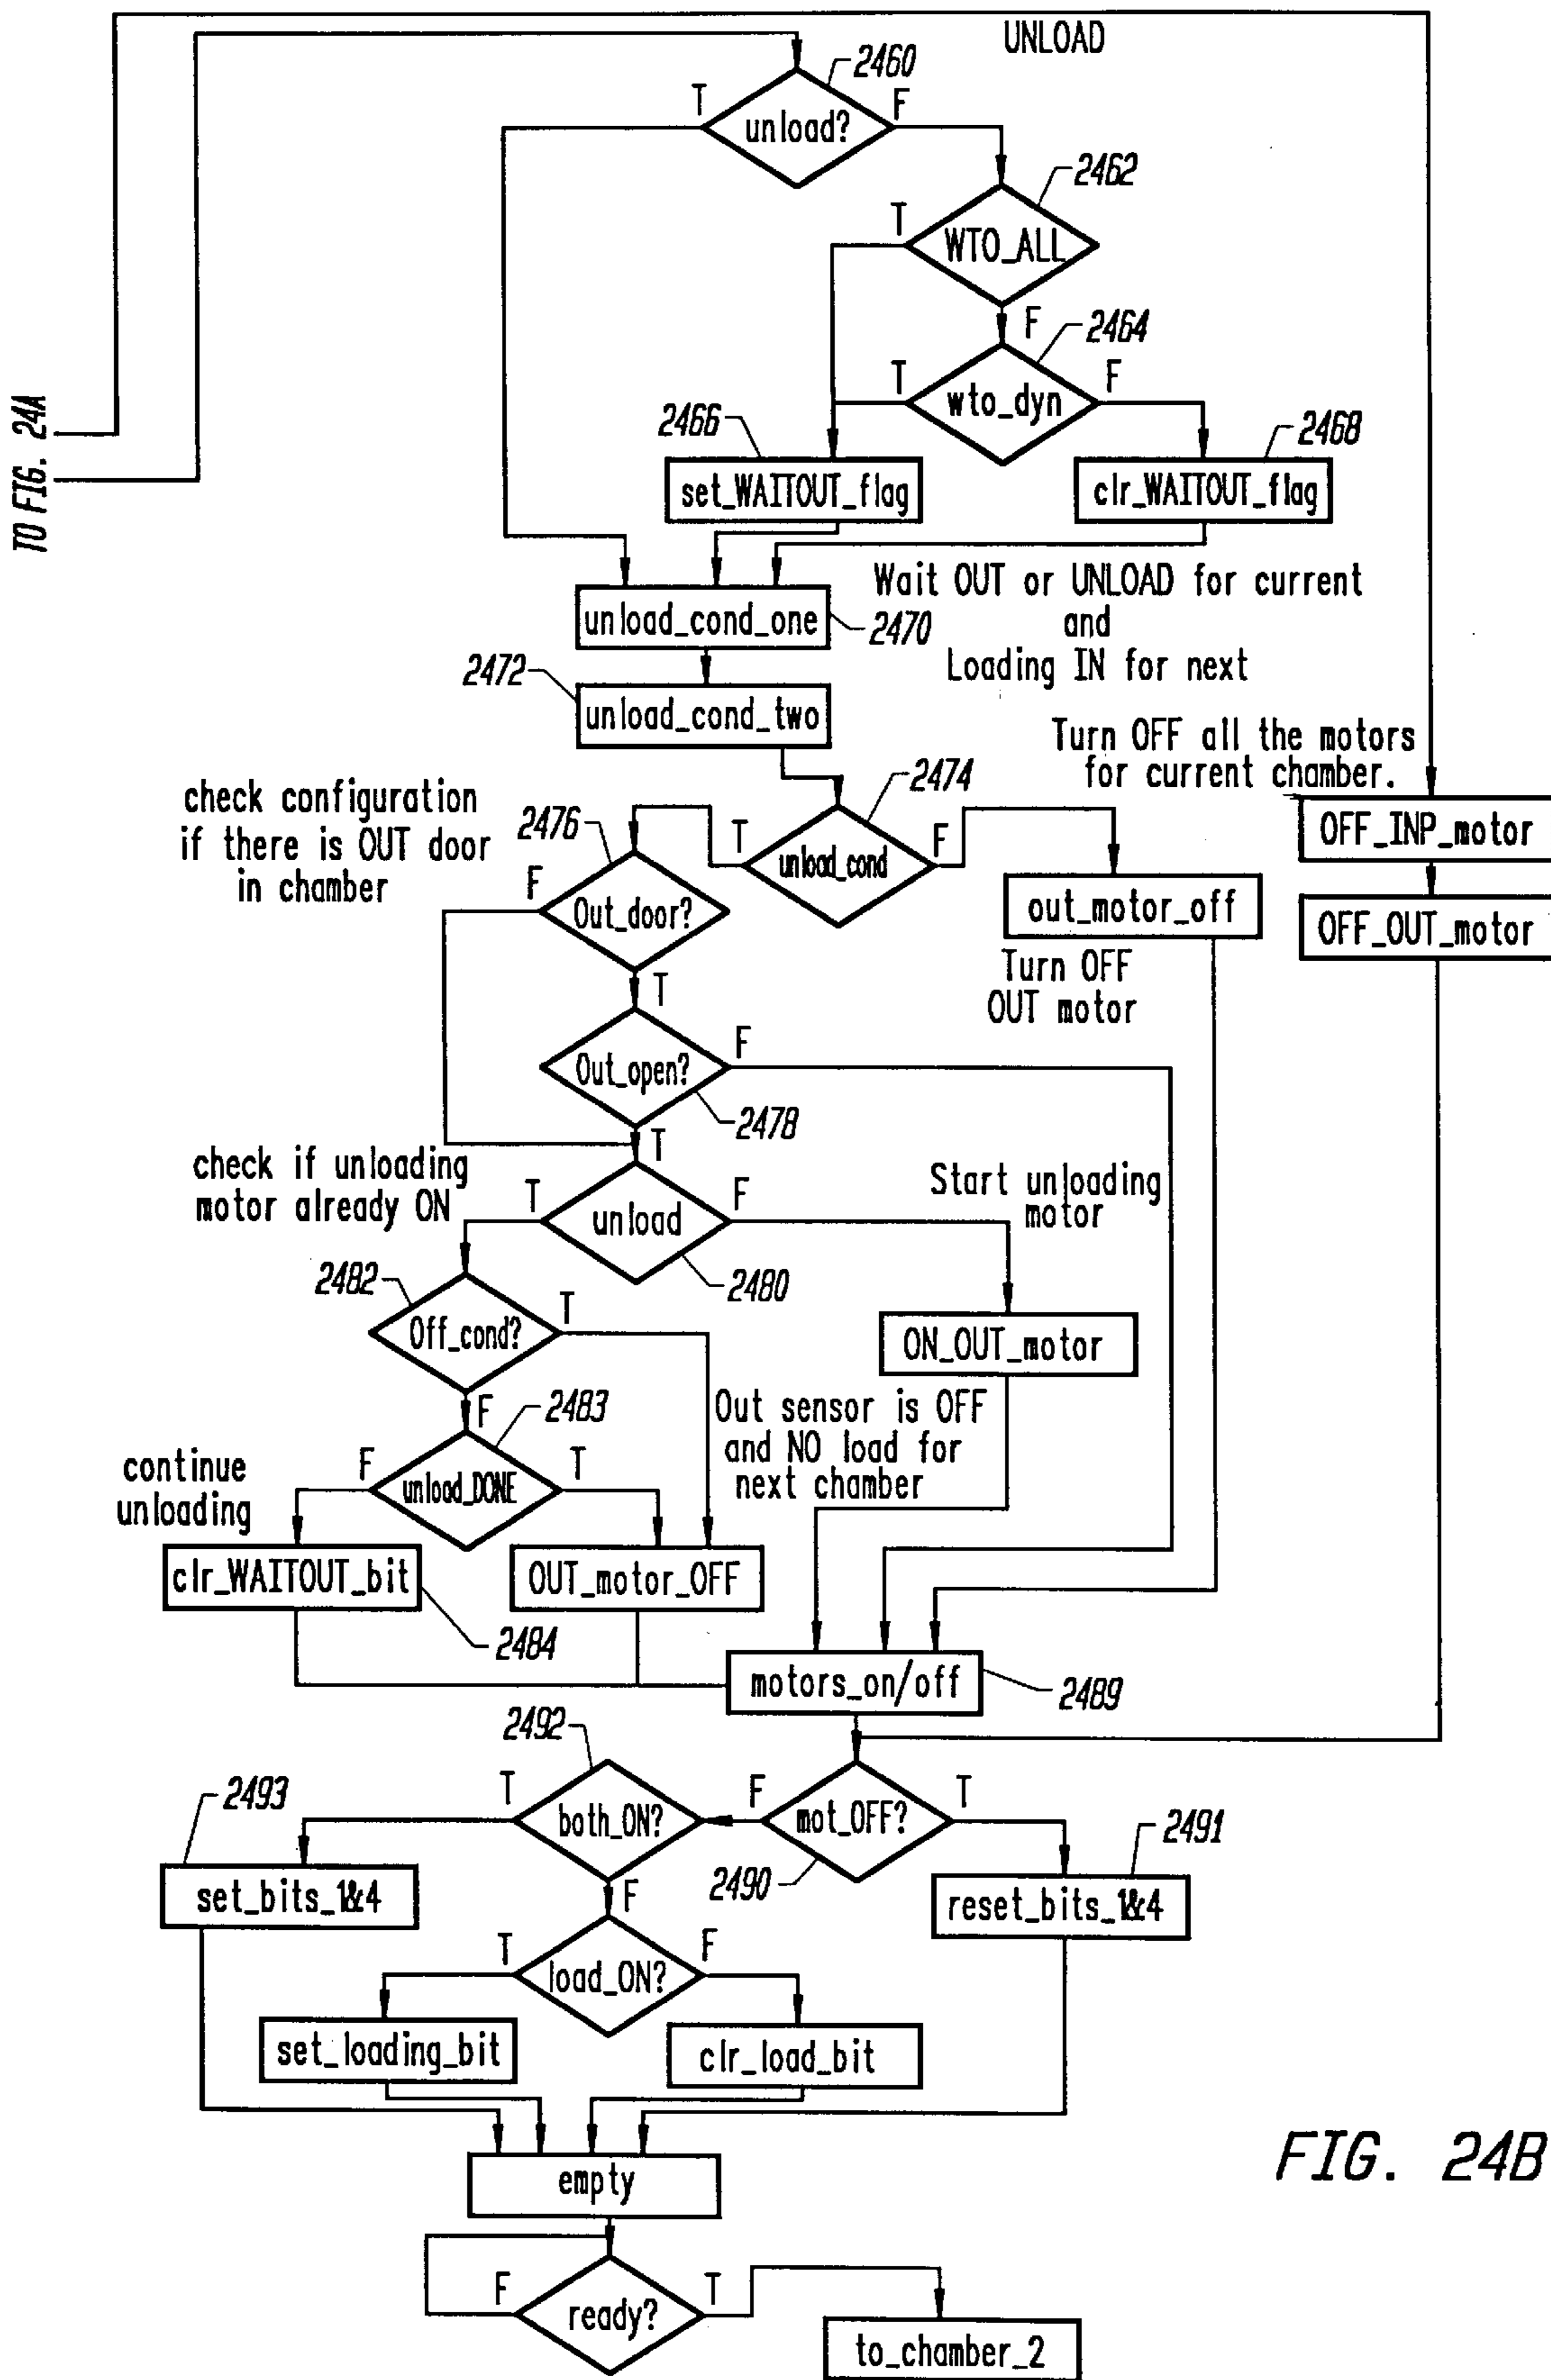 UNLOAD
2460
T
F
unload?
2462
T
WTO_ALL
F
2464
T
F
wto_dyn
TO FIG. 24A
2466
2468
set_WAITOUT_flag
clr_WAITOUT_flag
Wait OUT or UNLOAD for current
and
Loading IN for next
unload_cond_one
2470
2472
unload_cond_two
Turn OFF all the motors
for current chamber.
2474
check configuration
if there is OUT door
in chamber
2476
T
F
unload_cond
OFF_INP_motor
F
Out_door?
out_motor_off
OFF_OUT_motor
T
Turn OFF
OUT motor
F
Out_open?
2478
T
check if unloading
motor already ON
Start unloading
motor
T
F
unload
2480
2482
T
Off_cond?
ON_OUT_motor
F
2483
Out sensor is OFF
and NO load for
next chamber
continue
unloading
F
T
unload_DONE
clr_WAITOUT_bit
OUT_motor_OFF
2484
motors_on/off
2489
2492
2493
T
both_ON?
F
mot_OFF?
T
2491
2490
set_bits_1&4
F
reset_bits_1&4
T
F
load_ON?
set_loading_bit
clr_load_bit
empty
F
T
ready?
to_chamber_2
FIG. 24B